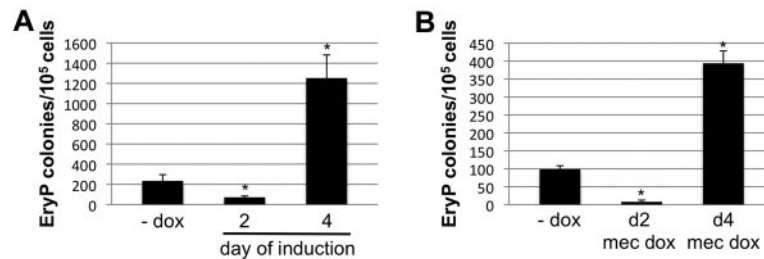 A
EryP colonies/10⁵ cells
1600
1400
1200
1000
800
600
400
200
0
*
*
- dox
2
4
day of induction
B
EryP colonies/10⁵ cells
450
400
350
300
250
200
150
100
50
0
*
*
- dox
d2
mec dox
d4
mec dox